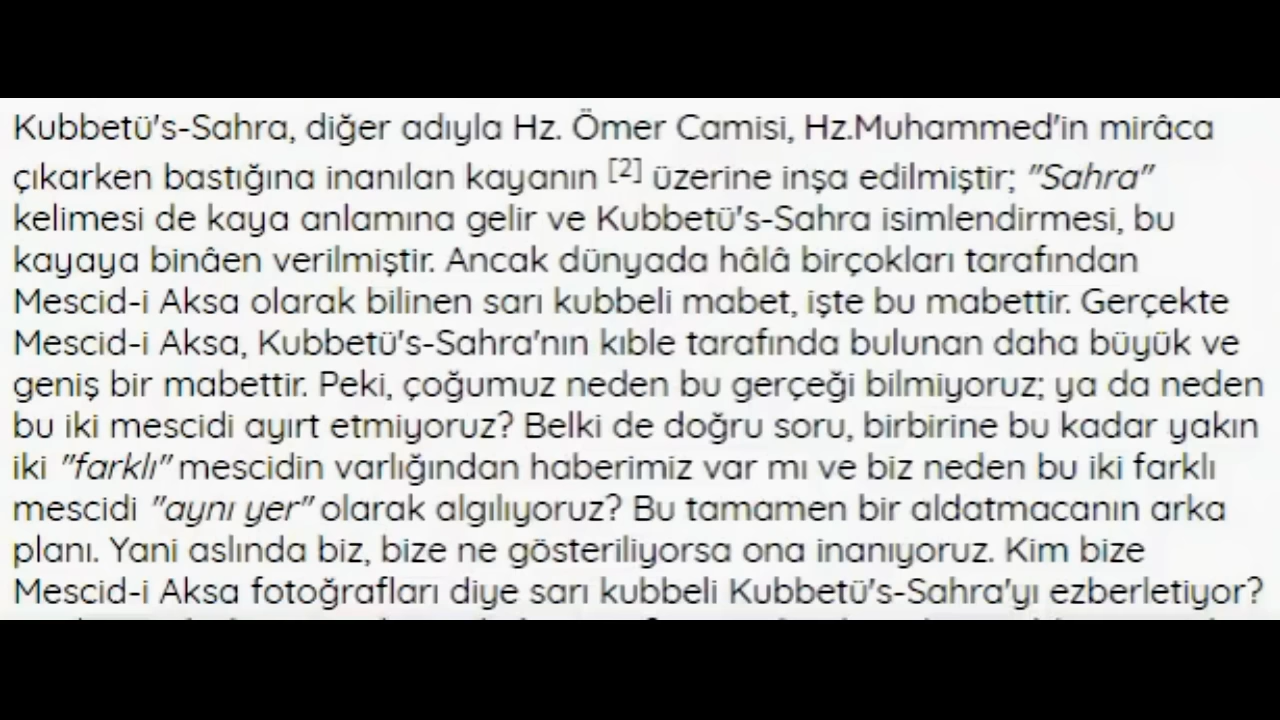 Kubbetü's-Sahra, diğer adıyla Hz. Ömer Camisi, Hz.Muhammed'in mirâca
çıkarken bastığına inanılan kayanın [2] üzerine inşa edilmiştir; "Sahra"
kelimesi de kaya anlamına gelir ve Kubbetü's-Sahra isimlendirmesi, bu
kayaya binâen verilmiştir. Ancak dünyada hâlâ birçokları tarafından
Mescid-i Aksa olarak bilinen sarı kubbeli mabet, işte bu mabettir. Gerçekte
Mescid-i Aksa, Kubbetü's-Sahra'nın kıble tarafında bulunan daha büyük ve
geniş bir mabettir. Peki, çoğumuz neden bu gerçeği bilmiyoruz; ya da neden
bu iki mescidi ayırt etmiyoruz? Belki de doğru soru, birbirine bu kadar yakın
iki "farklı" mescidin varlığından haberimiz var mı ve biz neden bu iki farklı
mescidi "aynı yer" olarak algılıyoruz? Bu tamamen bir aldatmacanın arka
planı. Yani aslında biz, bize ne gösteriliyorsa ona inanıyoruz. Kim bize
Mescid-i Aksa fotoğrafları diye sarı kubbeli Kubbetü's-Sahra'yı ezberletiyor?